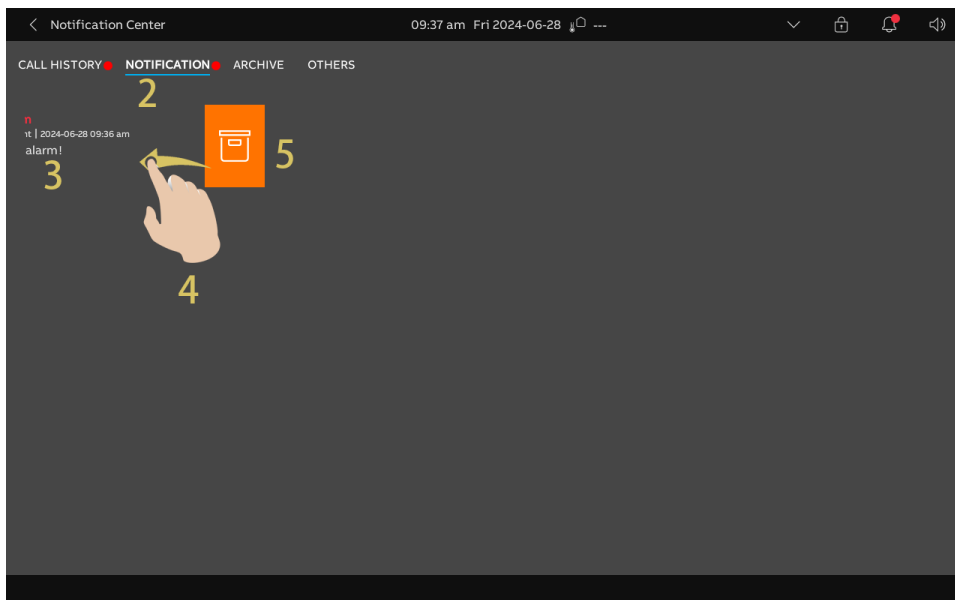 Notification Center
09:37 am Fri 2024-06-28 ---
CALL HISTORY NOTIFICATION ARCHIVE OTHERS
2
n
nt | 2024-06-28 09:36 am
alarm!
3
5
4